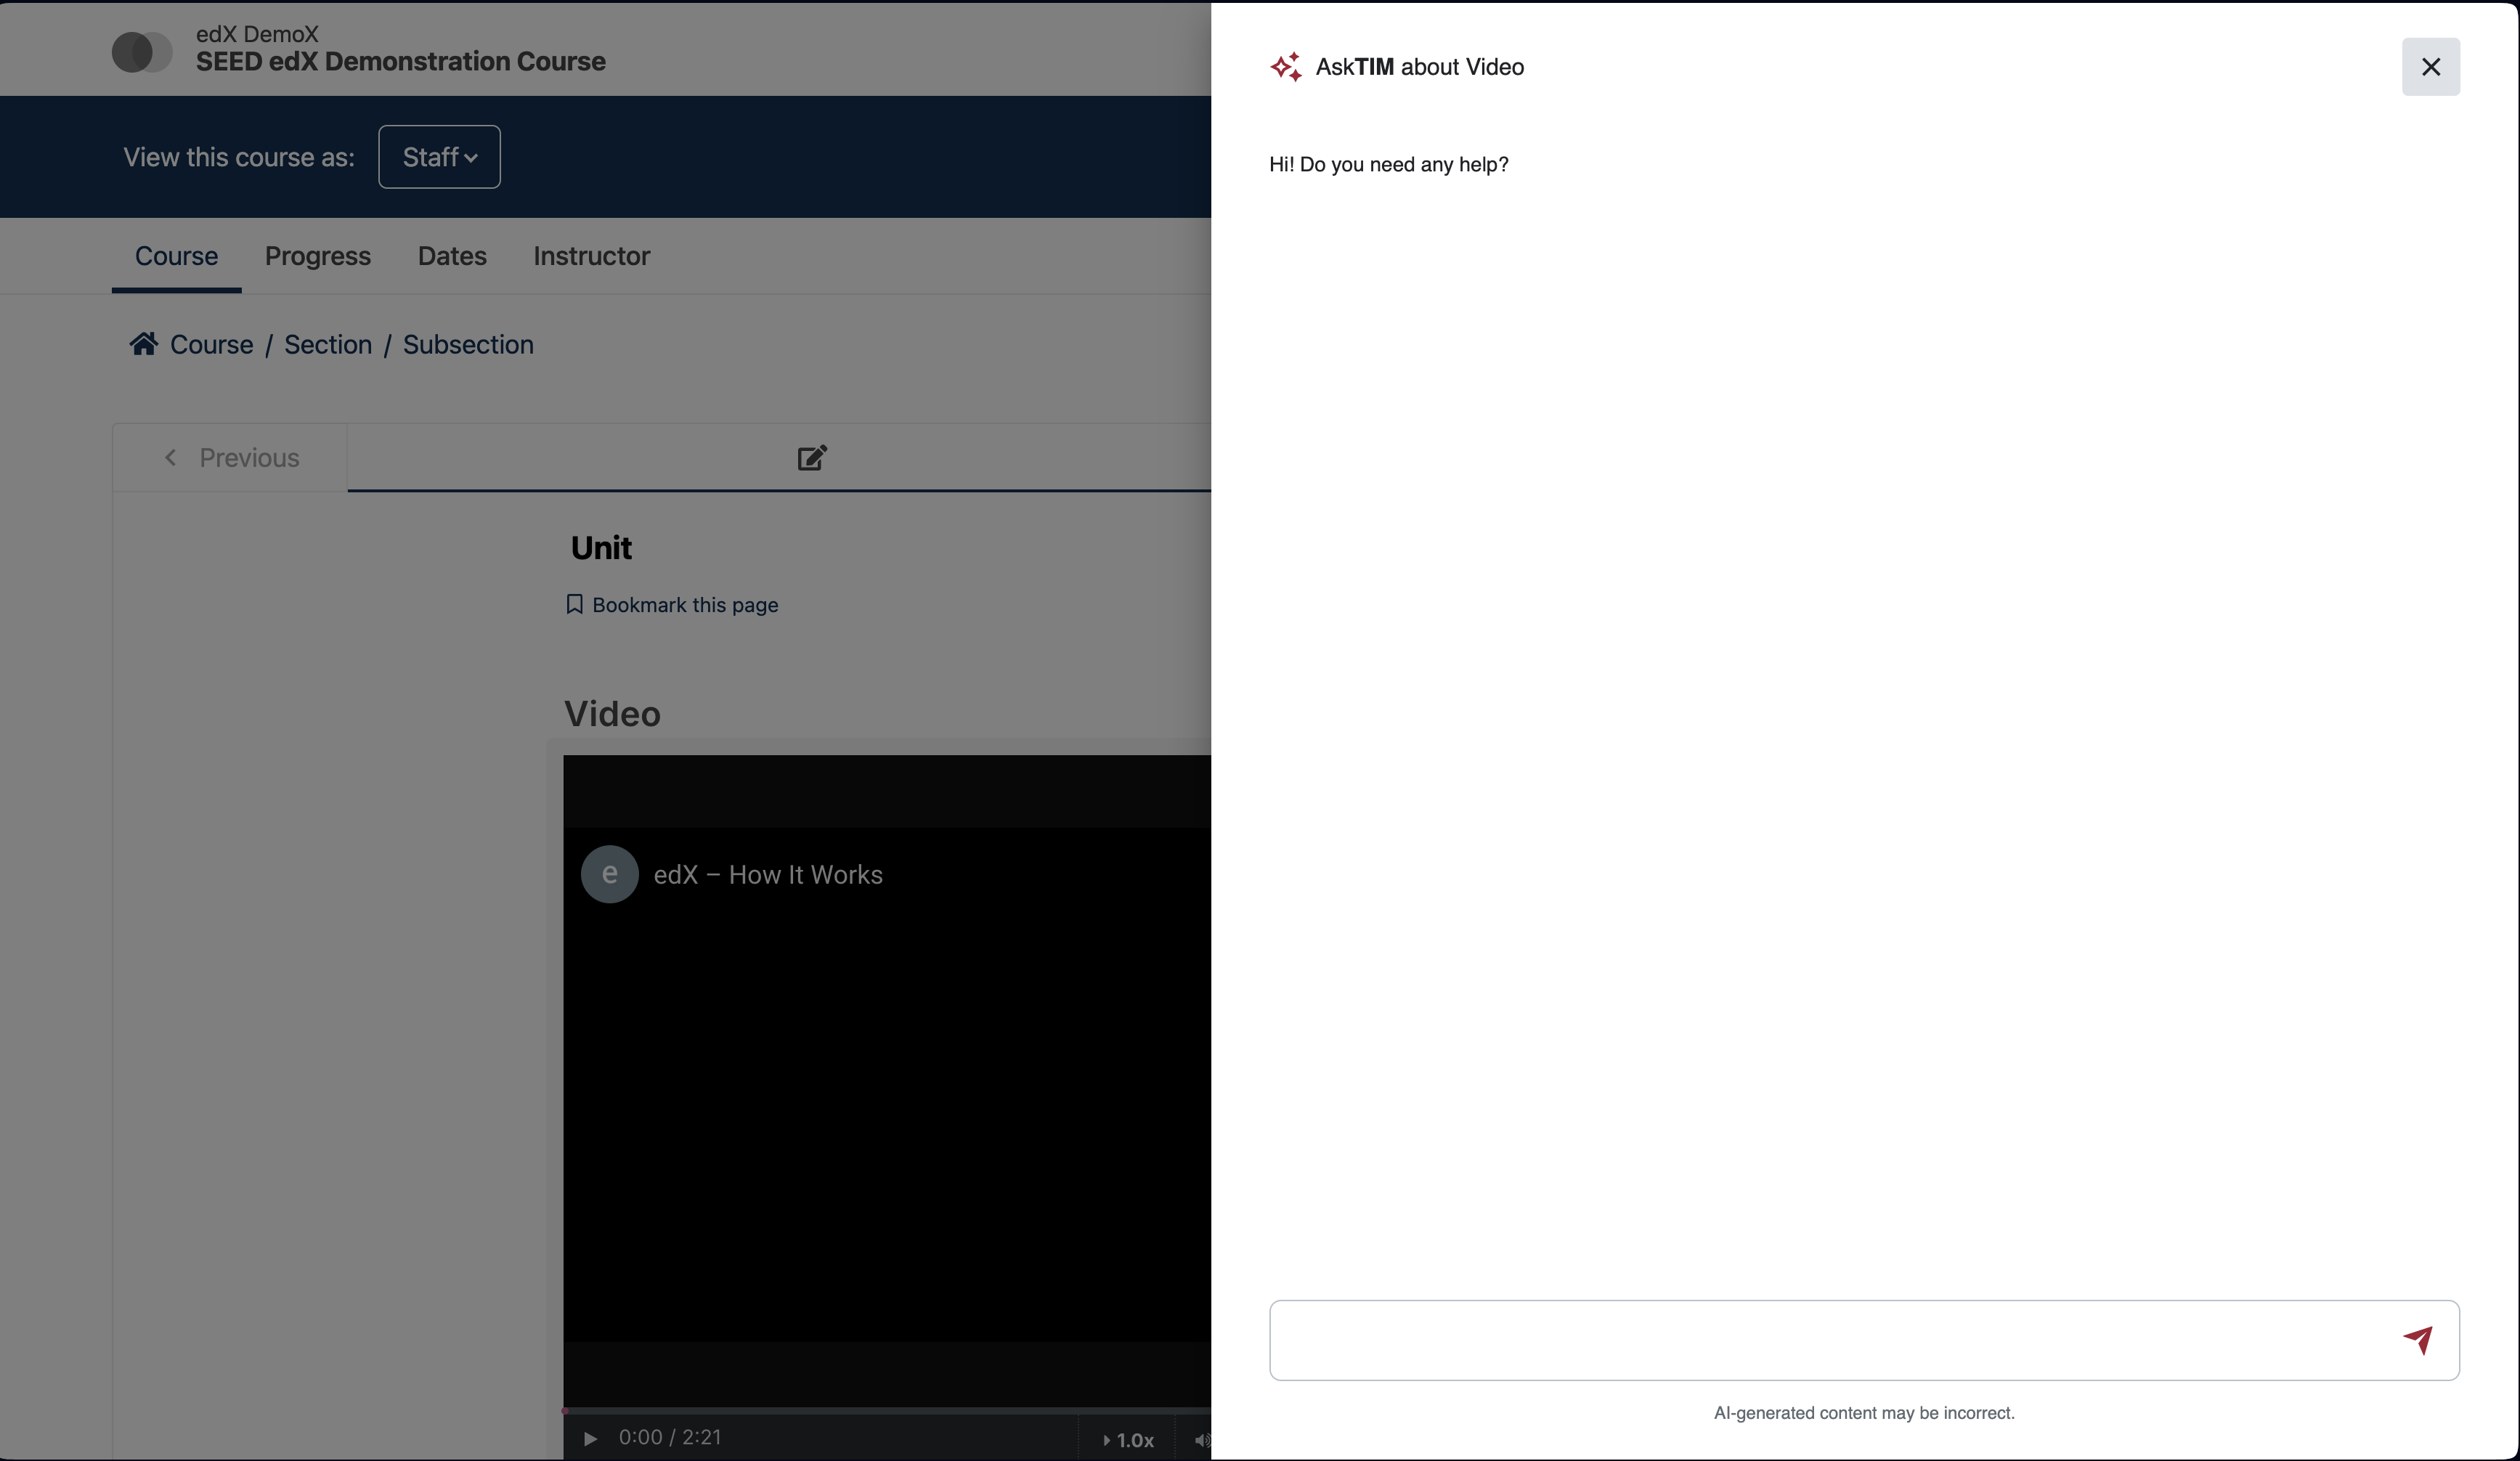 edX DemoX
SEED edX Demonstration Course
View this course as: Staff
Course Progress Dates Instructor
Course / Section / Subsection
Previous
Unit
Bookmark this page
Video
e edX – How It Works
0:00 / 2:21 1.0x
AskTIM about Video
Hi! Do you need any help?
AI-generated content may be incorrect.